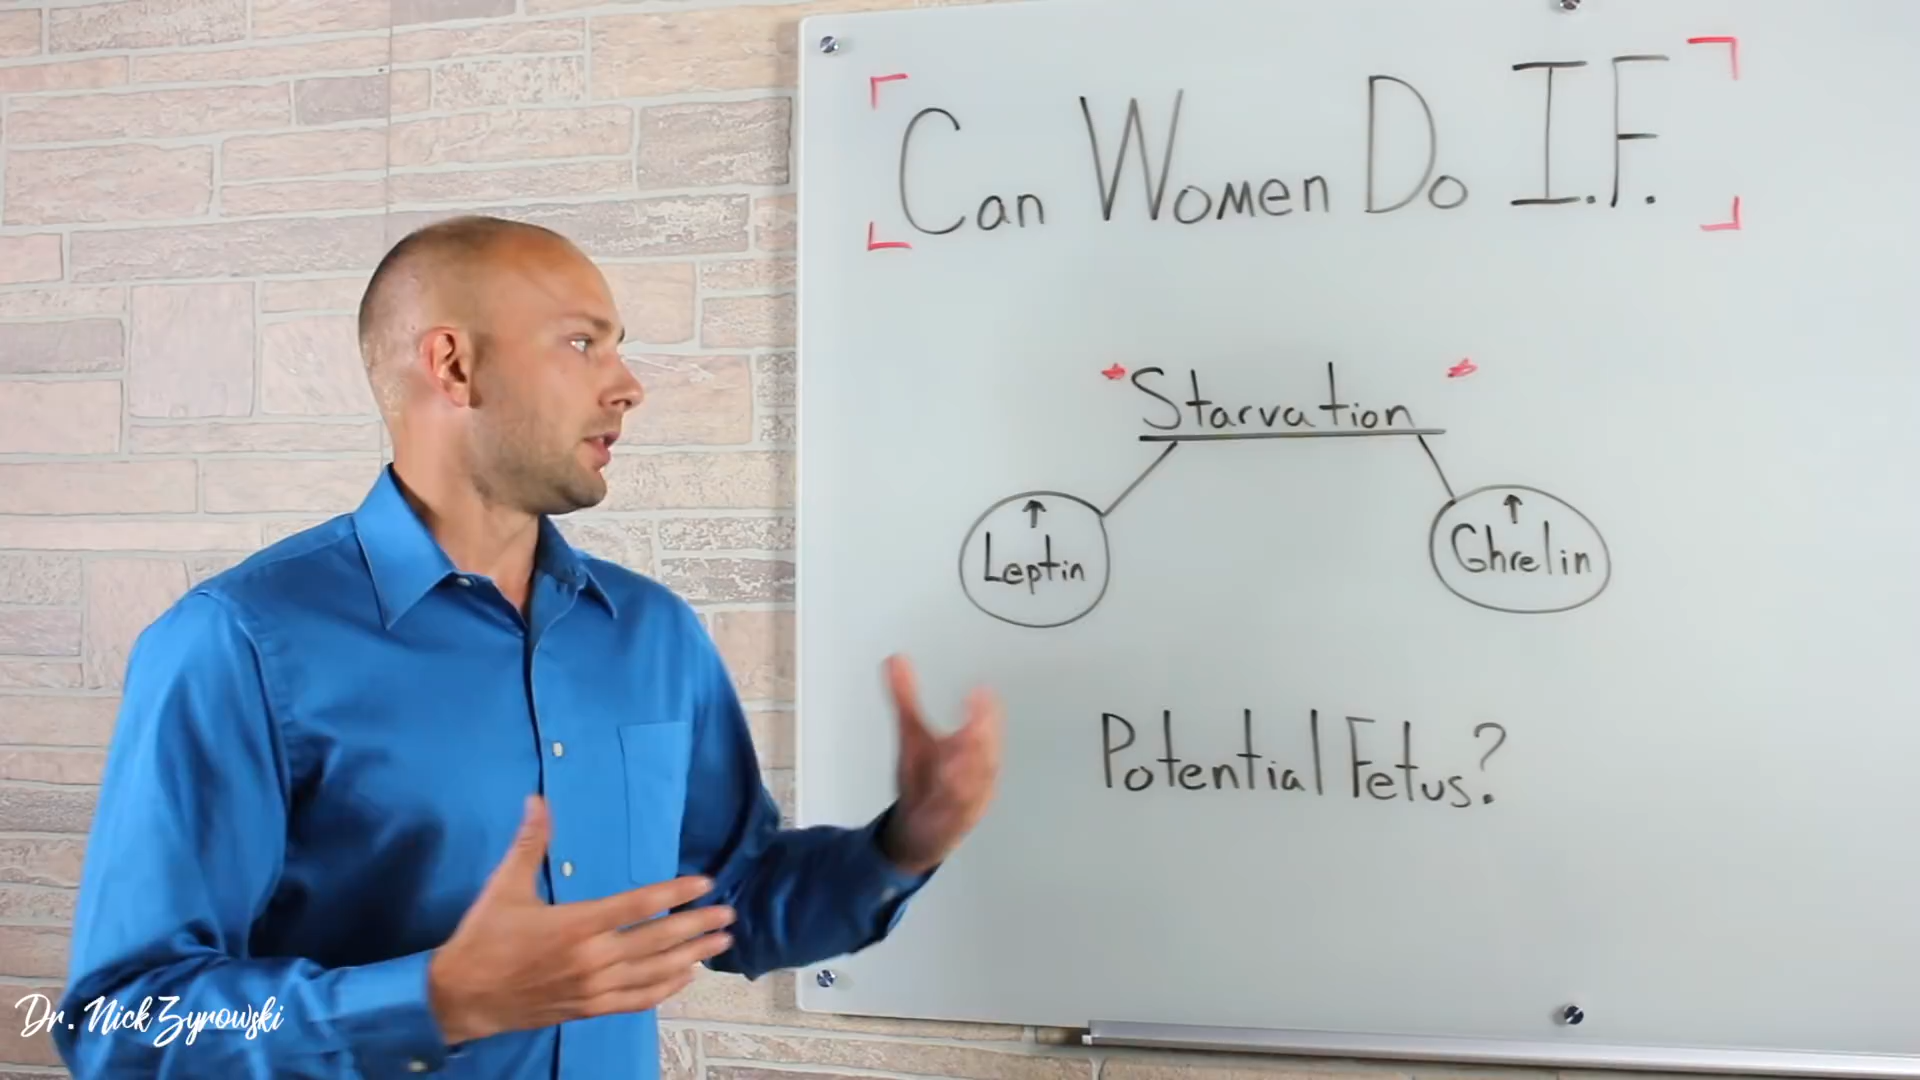 Can Women Do I.F.
* Starvation *
↑ ↑
Leptin Ghrelin
Potential Fetus?
Dr. Nick Zyrowski